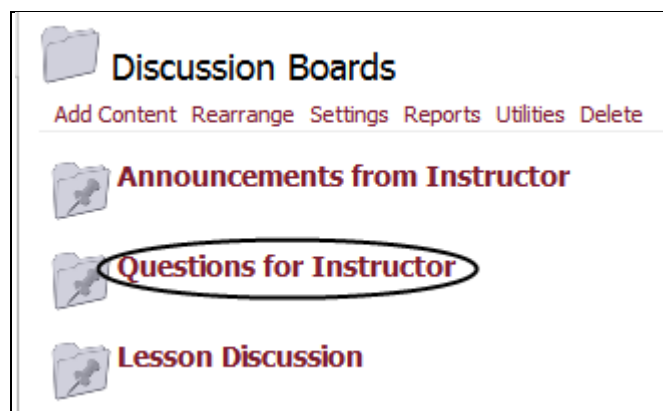 Discussion Boards
Add Content Rearrange Settings Reports Utilities Delete
Announcements from Instructor
Questions for Instructor
Lesson Discussion